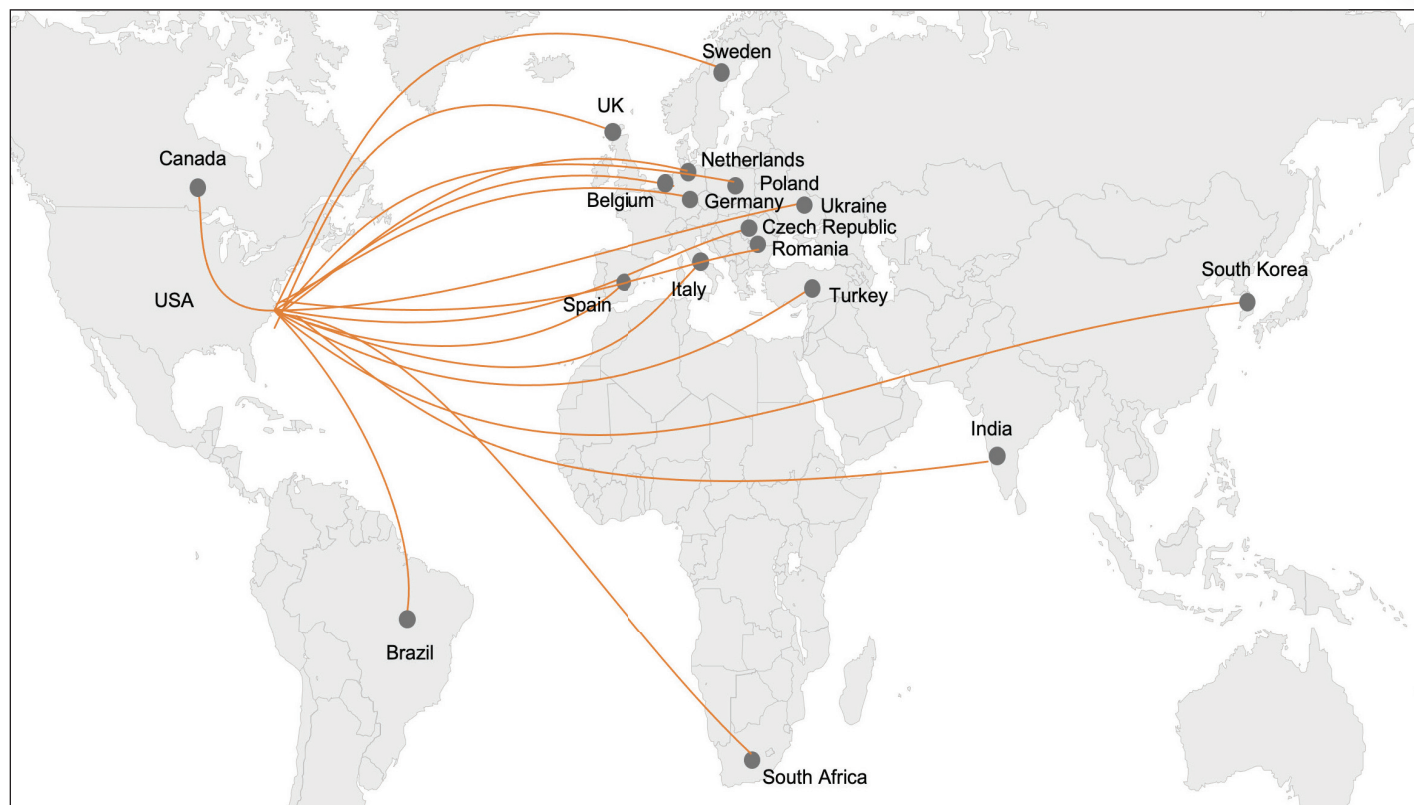 Sweden
UK
Canada
Netherlands
Poland
Belgium
Germany
Ukraine
Czech Republic
Romania
South Korea
USA
Spain
Italy
Turkey
India
Brazil
South Africa